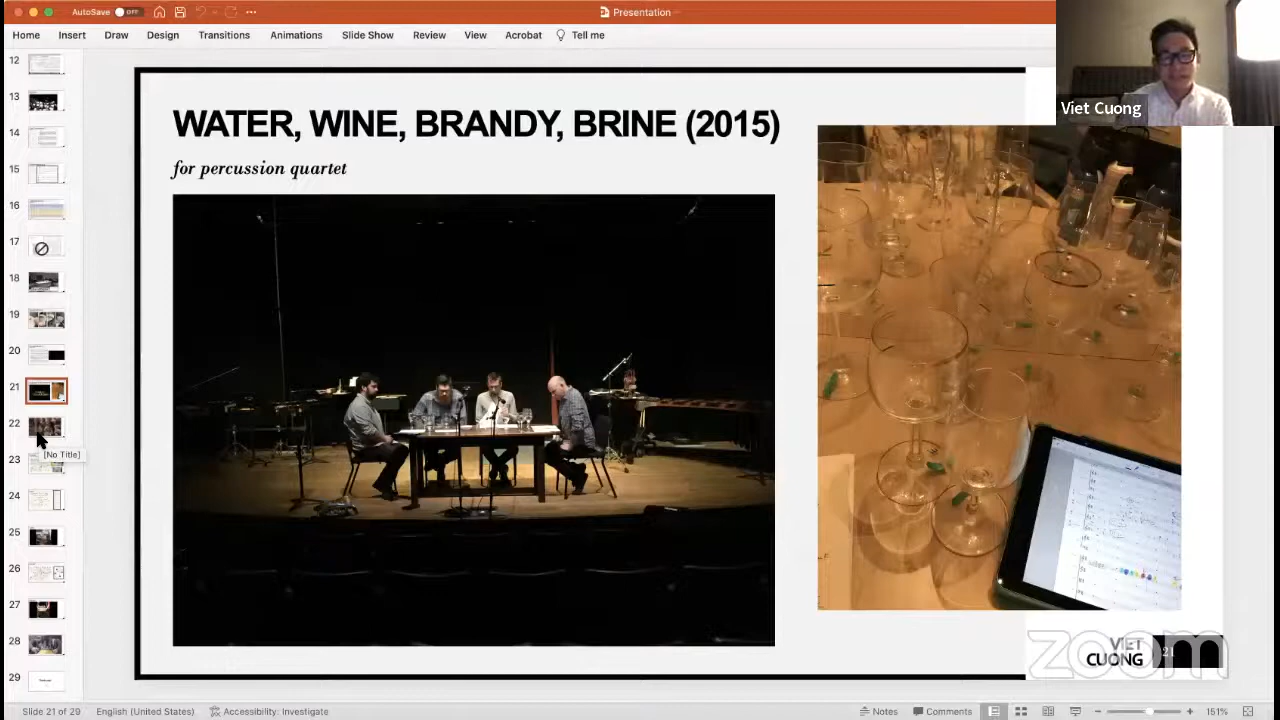 AutoSave OFF
Presentation
Home Insert Draw Design Transitions Animations Slide Show Review View Acrobat Tell me
Viet Cuong
12
13
14
15
16
17
18
19
20
21
22
[No Title]
23
24
25
26
27
28
29
WATER, WINE, BRANDY, BRINE (2015)
for percussion quartet
VIET
CUONG
21
zoom
Slide 21 of 29 English (United States) Accessibility: Investigate Notes Comments 151%